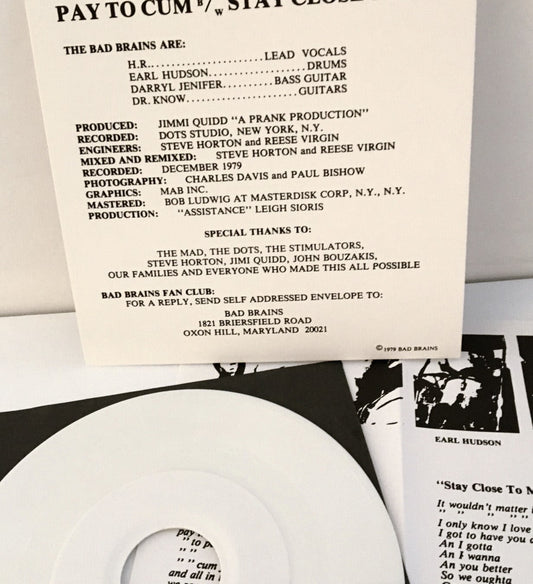 PAY TO CUM B/W STAY CLOSE
THE BAD BRAINS ARE:
H.R......................LEAD VOCALS
EARL HUDSON..................DRUMS
DARRYL JENIFER..........BASS GUITAR
DR. KNOW.....................GUITARS
PRODUCED: JIMMI QUIDD "A PRANK PRODUCTION"
RECORDED: DOTS STUDIO, NEW YORK, N.Y.
ENGINEERS: STEVE HORTON and REESE VIRGIN
MIXED AND REMIXED: STEVE HORTON and REESE VIRGIN
RECORDED: DECEMBER 1979
PHOTOGRAPHY: CHARLES DAVIS and PAUL BISHOW
GRAPHICS: MAB INC.
MASTERED: BOB LUDWIG AT MASTERDISK CORP, N.Y., N.Y.
PRODUCTION: "ASSISTANCE" LEIGH SIORIS
SPECIAL THANKS TO:
THE MAD, THE DOTS, THE STIMULATORS,
STEVE HORTON, JIMI QUIDD, JOHN BOUZAKIS,
OUR FAMILIES AND EVERYONE WHO MADE THIS ALL POSSIBLE
BAD BRAINS FAN CLUB:
FOR A REPLY, SEND SELF ADDRESSED ENVELOPE TO:
BAD BRAINS
1821 BRIERSFIELD ROAD
OXON HILL, MARYLAND 20021
© 1979 BAD BRAINS
EARL HUDSON
"Stay Close To
It wouldn't matter
" " " " "
I only know I love
I got to have you
An I gotta
An I wanna
An you better
So we oughta
pay
" to p
" "
" " cum
and all in